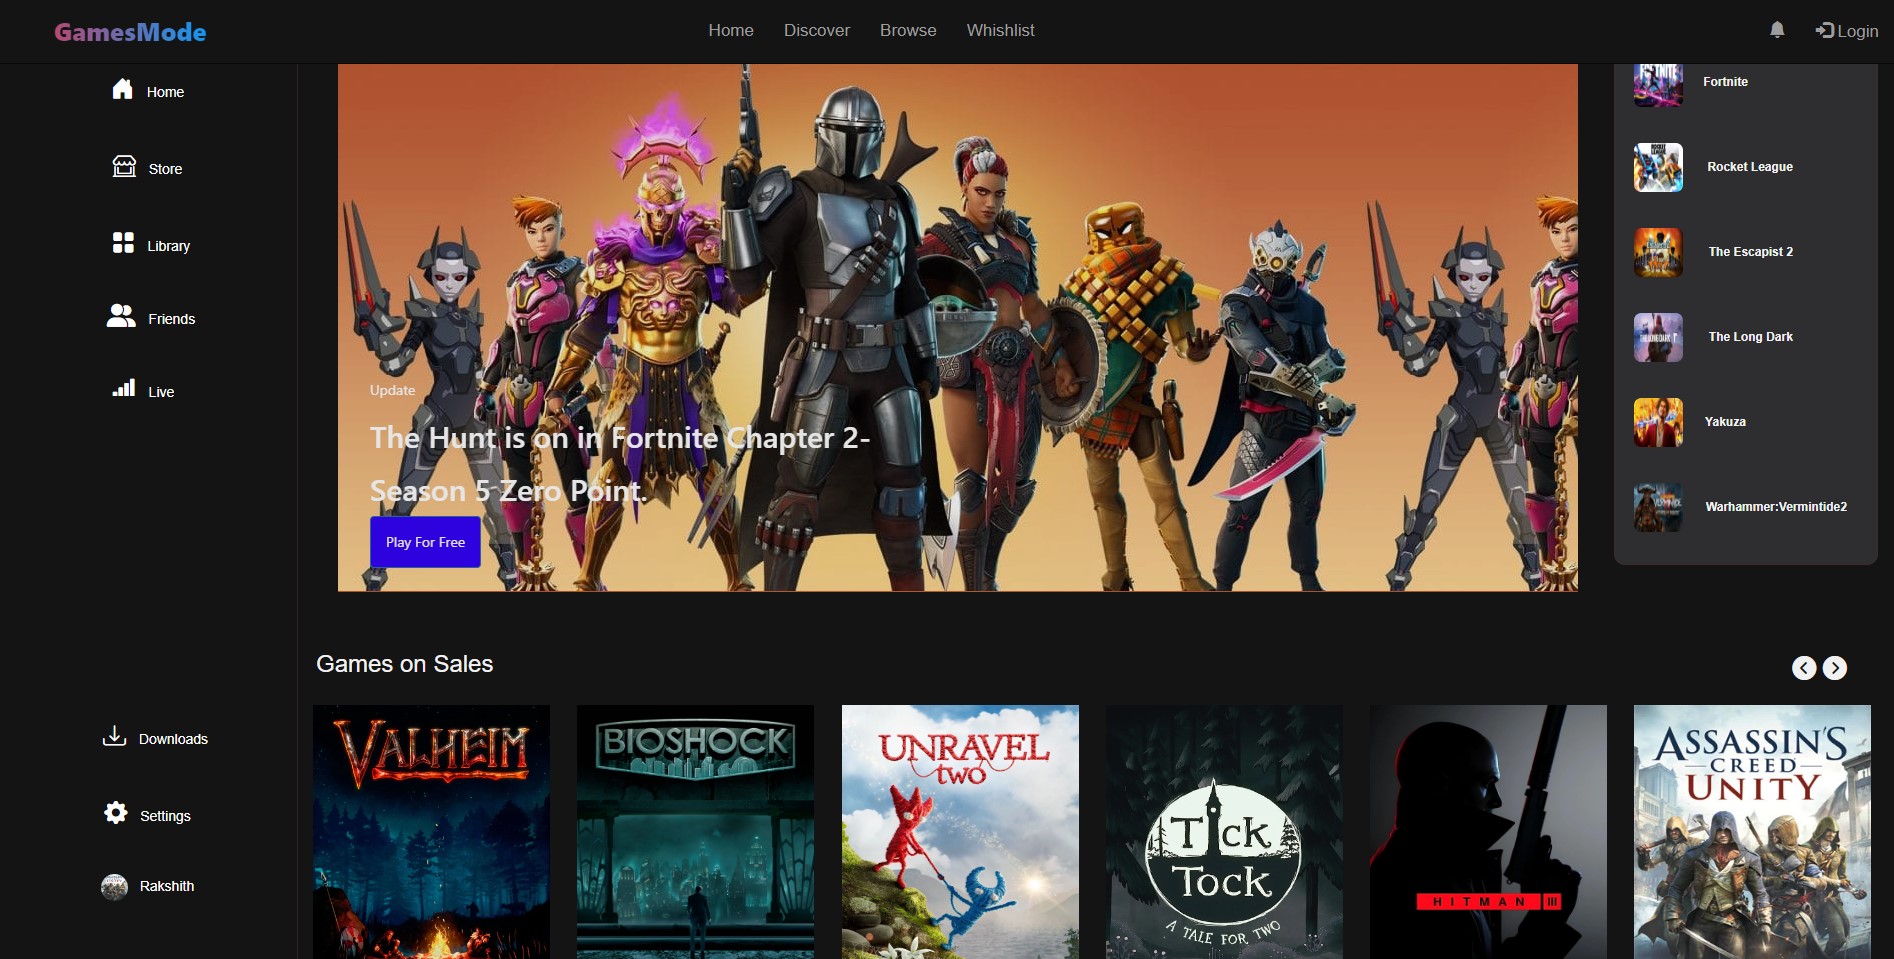 GamesMode
Home
Discover
Browse
Whishlist
Login
Home
Store
Library
Friends
Live
Downloads
Settings
Rakshith
Update
The Hunt is on in Fortnite Chapter 2-
Season 5 Zero Point.
Play For Free
Fortnite
Rocket League
The Escapist 2
The Long Dark
Yakuza
Warhammer:Vermintide2
Games on Sales
VALHEIM
BIOSHOCK
UNRAVEL
two
TICK
TOCK
A TALE FOR TWO
HITMAN III
ASSASSIN'S
CREED
UNITY